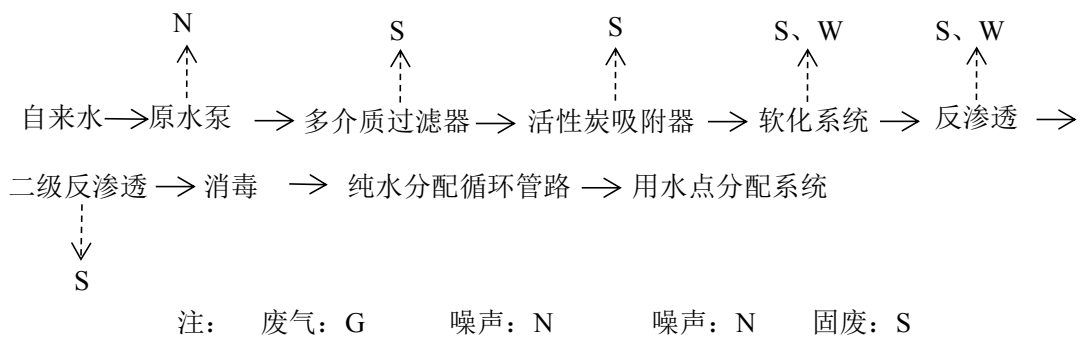 N
S
S
S、W
S、W
自来水 原水泵 多介质过滤器 活性炭吸附器 软化系统 反渗透
二级反渗透 消毒 纯水分配循环管路 用水点分配系统
S
注： 废气：G 噪声：N 噪声：N 固废：S